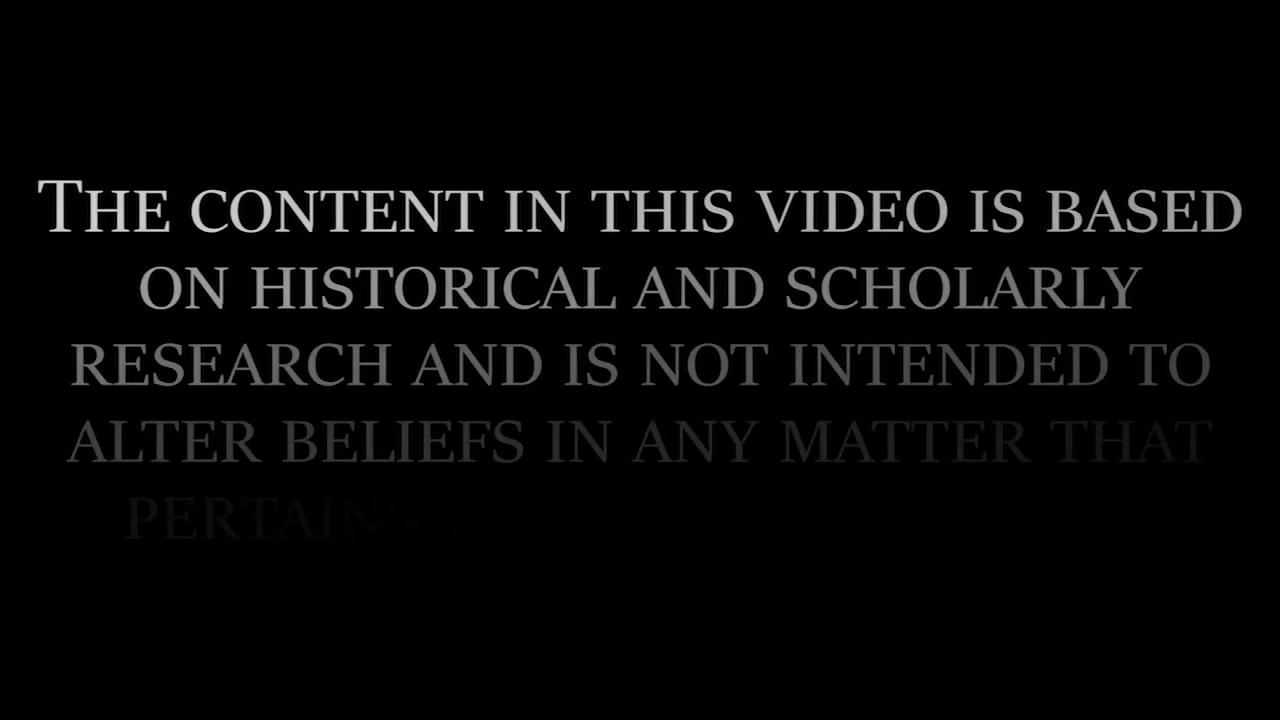 The content in this video is based
on historical and scholarly
research and is not intended to
alter beliefs in any matter that
pertains